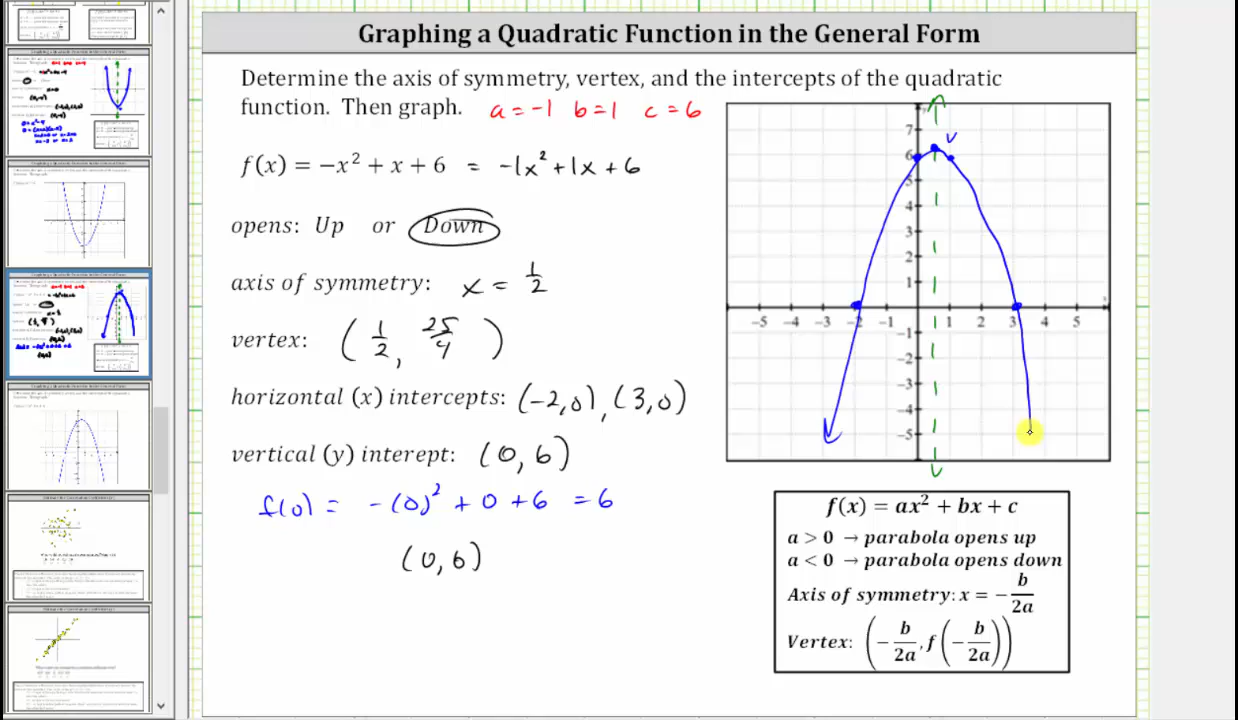 Graphing a Quadratic Function in the General Form
Determine the axis of symmetry, vertex, and the intercepts of the quadratic
function. Then graph. a = -1 b = 1 c = 6
f(x) = −x² + x + 6 = -1x² + 1x + 6
opens: Up or Down
axis of symmetry: x = 1/2
vertex: (1/2, 25/4)
horizontal (x) intercepts: (-2,0), (3,0)
vertical (y) interept: (0,6)
f(0) = -(0)² + 0 + 6 = 6
(0,6)
v
7
6
5
4
3
2
1
−5 −4 −3 −2 −1 1 2 3 4 5
−1
−2
−3
−4
−5
f(x) = ax² + bx + c
a > 0 → parabola opens up
a < 0 → parabola opens down
Axis of symmetry: x = − b/2a
Vertex: (− b/2a, f(− b/2a))